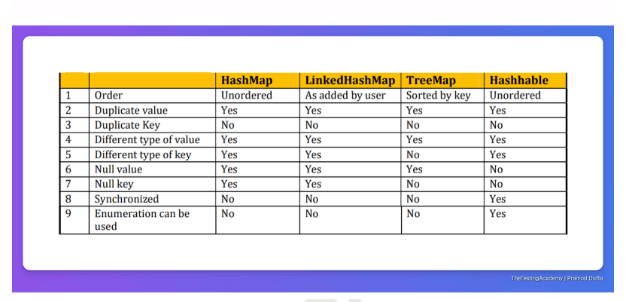 HashMap LinkedHashMap TreeMap Hashhable
1 Order Unordered As added by user Sorted by key Unordered
2 Duplicate value Yes Yes Yes Yes
3 Duplicate Key No No No No
4 Different type of value Yes Yes Yes Yes
5 Different type of key Yes Yes No Yes
6 Null value Yes Yes Yes No
7 Null key Yes Yes No No
8 Synchronized No No No Yes
9 Enumeration can be No No No Yes
used
TheTestingAcademy | Pramod Dutta